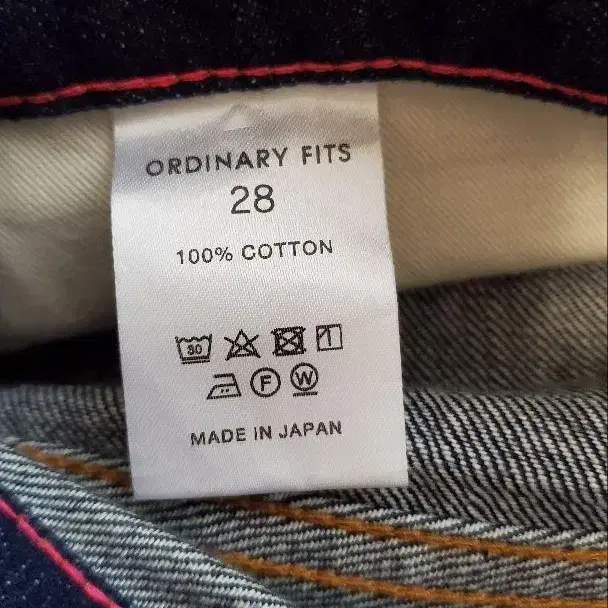 ORDINARY FITS
28
100% COTTON
30
F W
MADE IN JAPAN